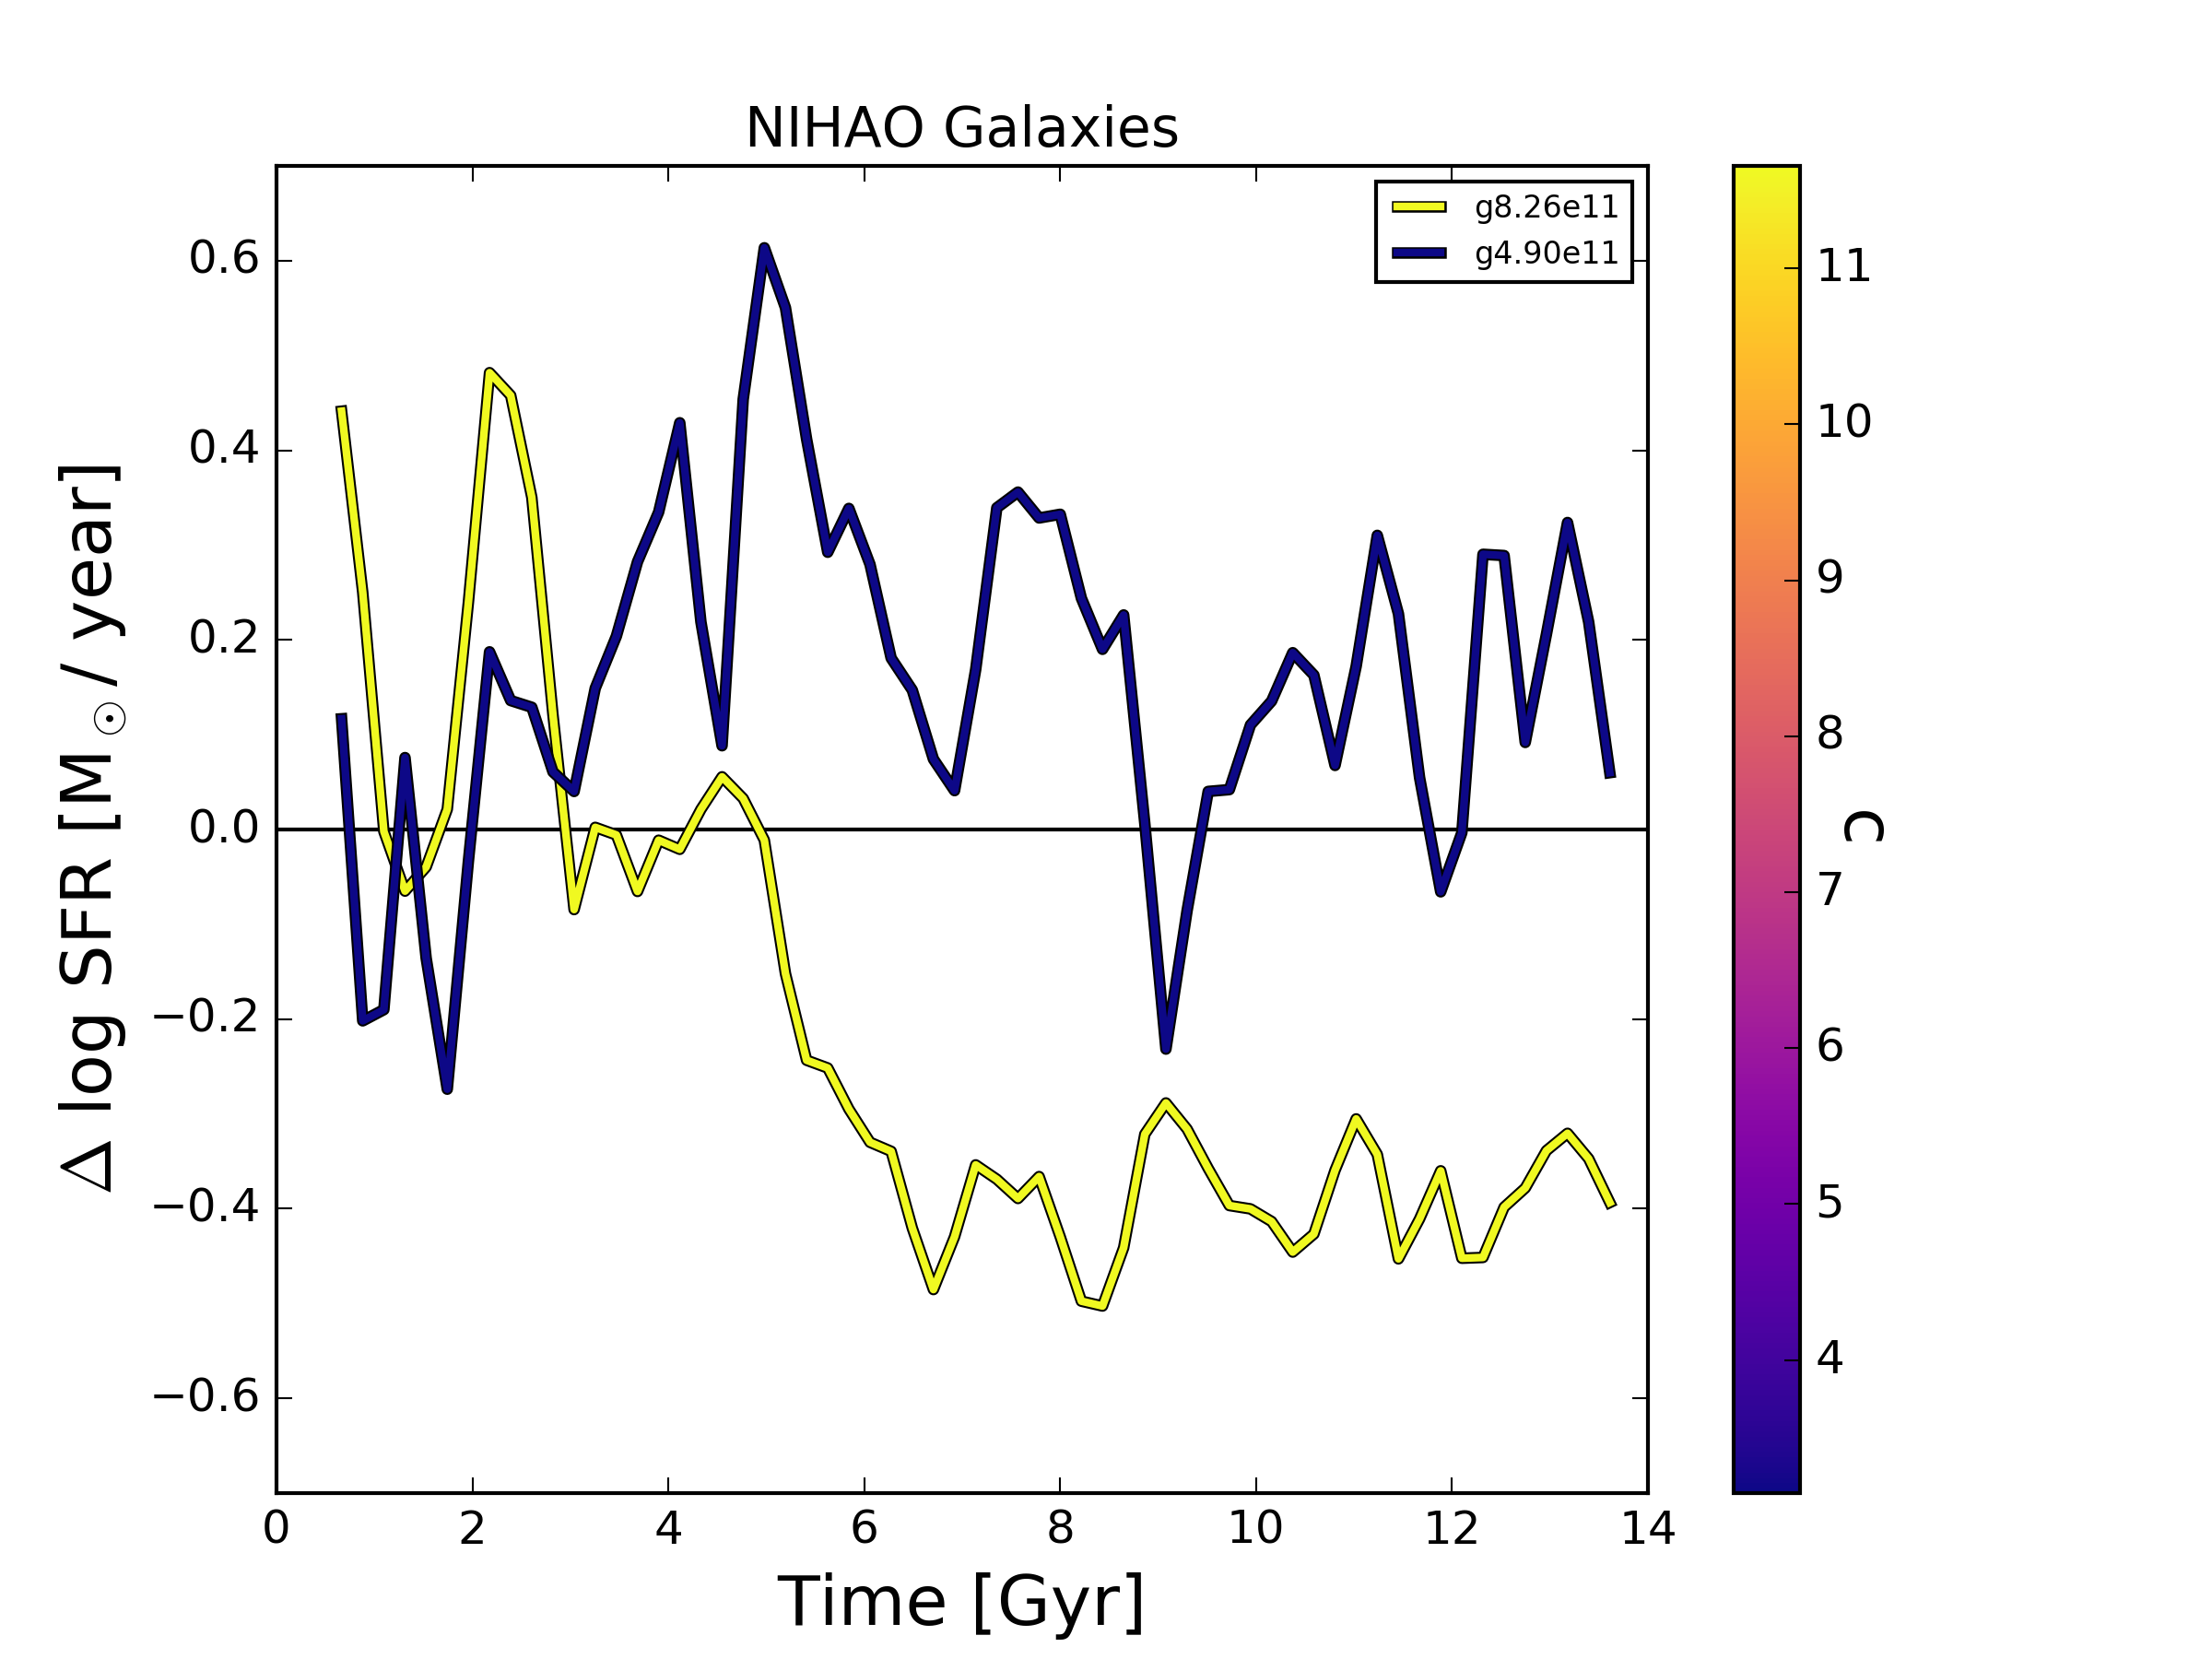 NIHAO Galaxies
g8.26e11
g4.90e11
Δ log SFR [M☉/ year]
0.6
0.4
0.2
0.0
−0.2
−0.4
−0.6
0 2 4 6 8 10 12 14
Time [Gyr]
11
10
9
8
7
6
5
4
c